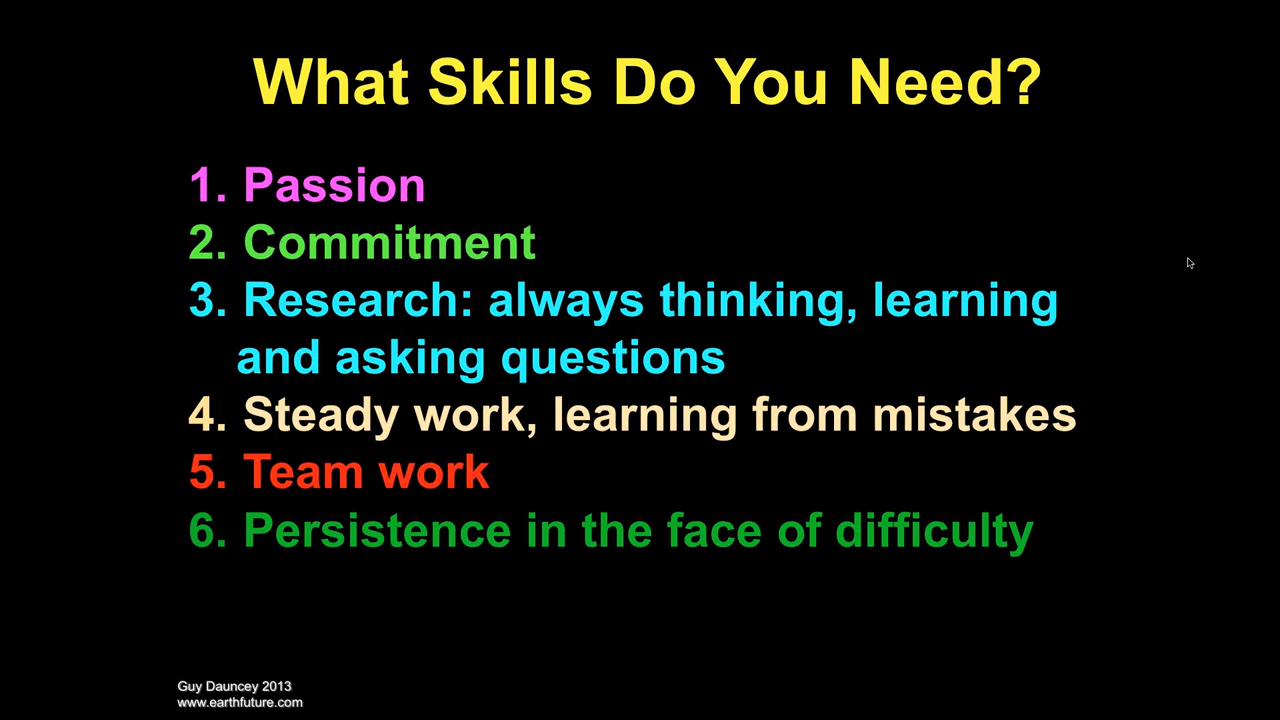 What Skills Do You Need?
1. Passion
2. Commitment
3. Research: always thinking, learning
and asking questions
4. Steady work, learning from mistakes
5. Team work
6. Persistence in the face of difficulty
Guy Dauncey 2013
www.earthfuture.com